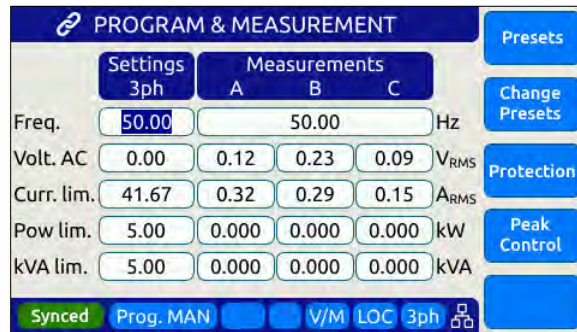 PROGRAM & MEASUREMENT
Presets
Settings Measurements
3ph A B C
Change
Presets
Freq. 50.00 50.00 Hz
Volt. AC 0.00 0.12 0.23 0.09 VRMS
Protection
Curr. lim. 41.67 0.32 0.29 0.15 ARMS
Pow lim. 5.00 0.000 0.000 0.000 kW
Peak
Control
kVA lim. 5.00 0.000 0.000 0.000 kVA
Synced Prog. MAN V/M LOC 3ph